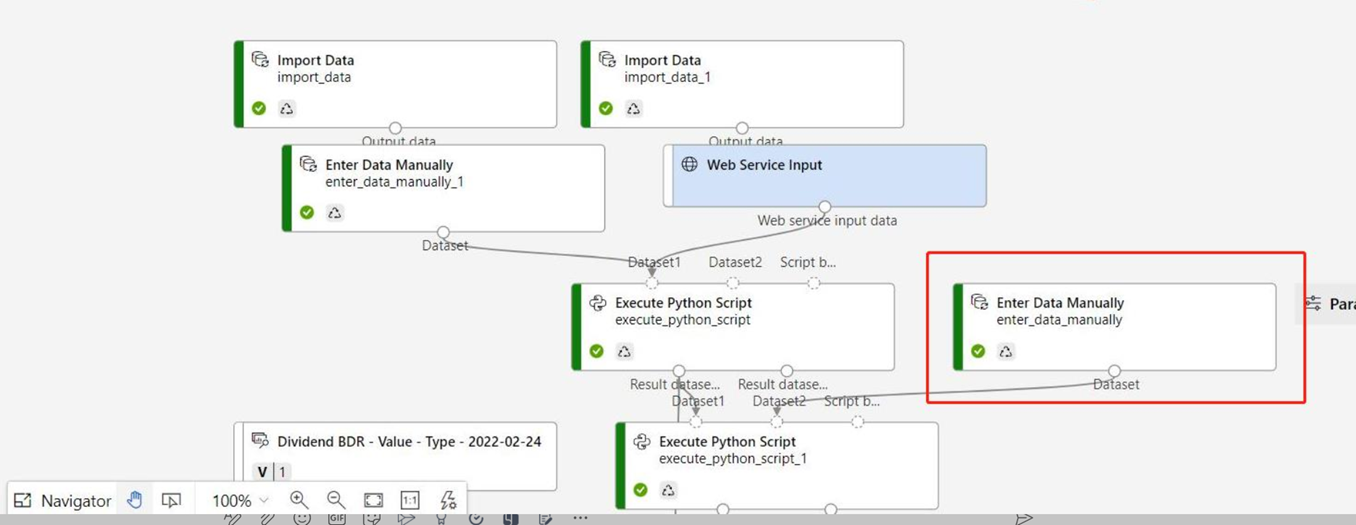 Import Data
import_data
Output data
Import Data
import_data_1
Output data
Enter Data Manually
enter_data_manually_1
Dataset
Web Service Input
Web service input data
Dataset1
Dataset2
Script b...
Execute Python Script
execute_python_script
Result datase...
Result datase...
Enter Data Manually
enter_data_manually
Dataset
Para
Dataset1
Dataset2
Script b...
Execute Python Script
execute_python_script_1
Dividend BDR - Value - Type - 2022-02-24
V | 1
Navigator
100%
1:1
GIF